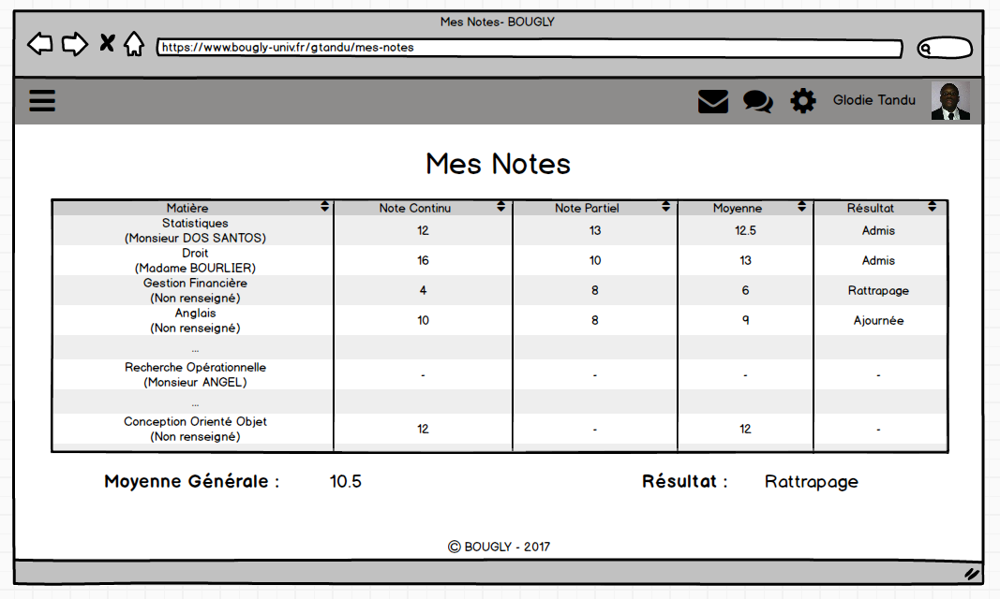 Mes Notes- BOUGLY
https://www.bougly-univ.fr/gtandu/mes-notes
Glodie Tandu
Mes Notes
Matière Note Continu Note Partiel Moyenne Résultat
Statistiques
(Monsieur DOS SANTOS) 12 13 12.5 Admis
Droit
(Madame BOURLIER) 16 10 13 Admis
Gestion Financière
(Non renseigné) 4 8 6 Rattrapage
Anglais
(Non renseigné) 10 8 9 Ajournée
...
Recherche Opérationnelle
(Monsieur ANGEL) - - - -
...
Conception Orienté Objet
(Non renseigné) 12 - 12 -
Moyenne Générale : 10.5 Résultat : Rattrapage
© BOUGLY - 2017